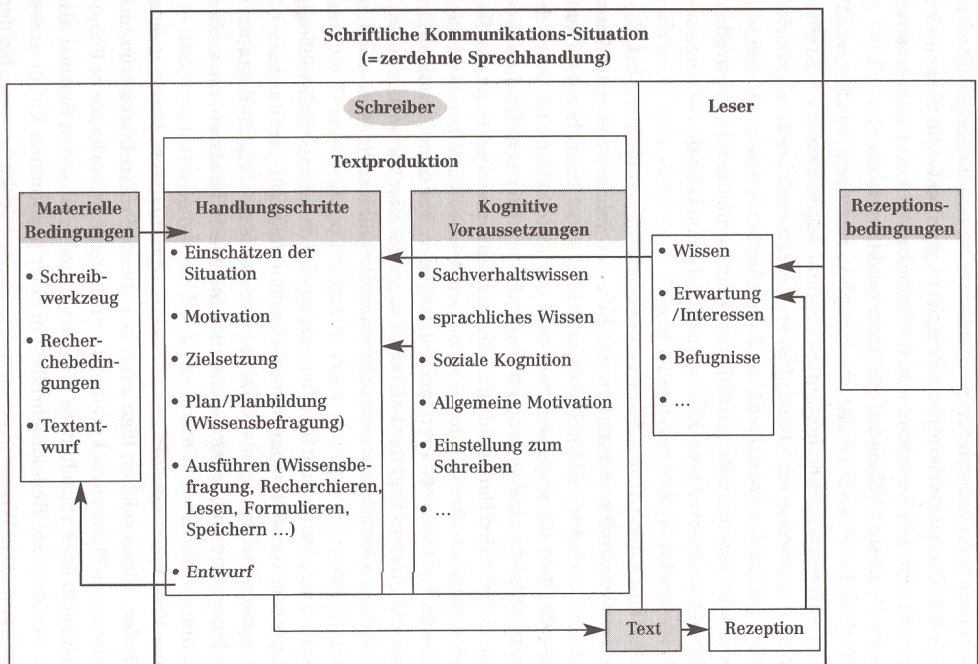 Schriftliche Kommunikations-Situation
(=zerdehnte Sprechhandlung)
Schreiber
Leser
Textproduktion
Materielle
Bedingungen
• Schreib-
werkzeug
• Recher-
chebedin-
gungen
• Textent-
wurf
Handlungsschritte
• Einschätzen der
Situation
• Motivation
• Zielsetzung
• Plan/Planbildung
(Wissensbefragung)
• Ausführen (Wissensbe-
fragung, Recherchieren,
Lesen, Formulieren,
Speichern ...)
• Entwurf
Kognitive
Voraussetzungen
• Sachverhaltswissen
• sprachliches Wissen
• Soziale Kognition
• Allgemeine Motivation
• Einstellung zum
Schreiben
• ...
• Wissen
• Erwartung
/Interessen
• Befugnisse
• ...
Rezeptions-
bedingungen
Text
Rezeption